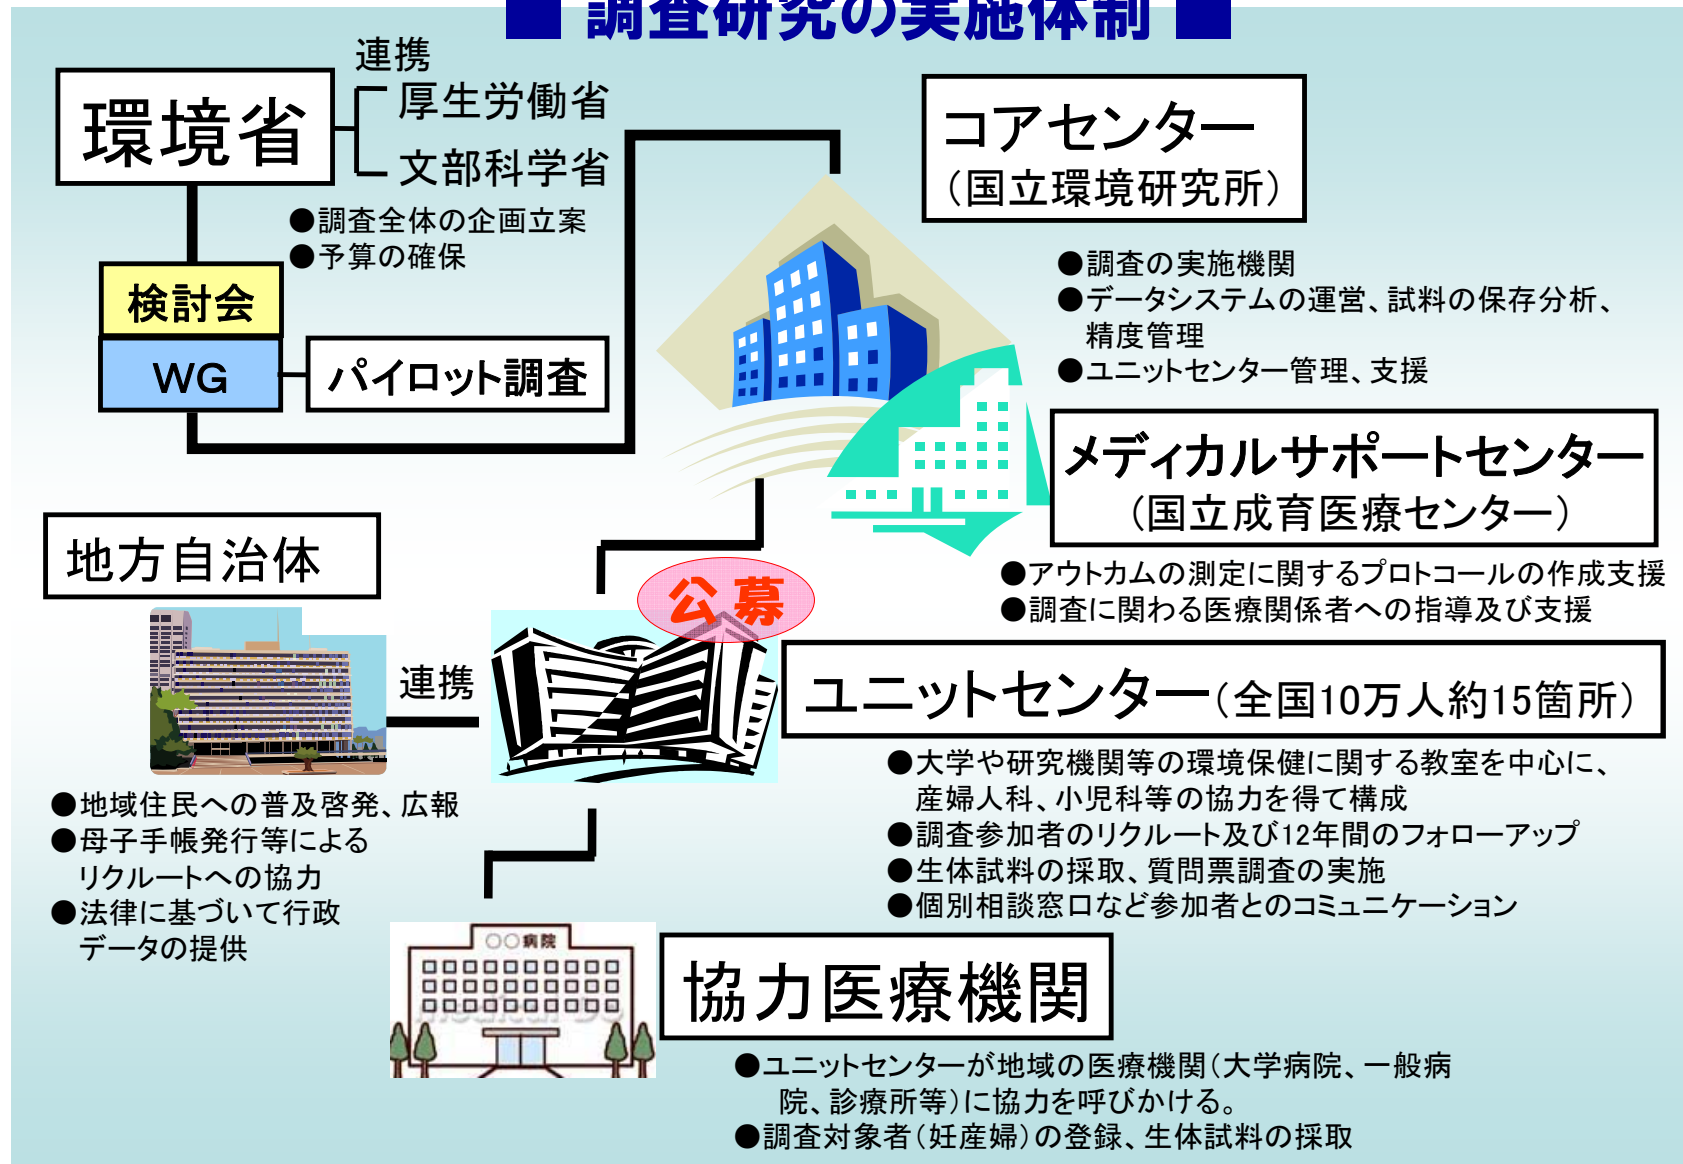 ■ 調査研究の実施体制 ■
連携
環境省
厚生労働省
文部科学省
●調査全体の企画立案
●予算の確保
検討会
WG
パイロット調査
コアセンター
（国立環境研究所）
●調査の実施機関
●データシステムの運営、試料の保存分析、
精度管理
●ユニットセンター管理、支援
メディカルサポートセンター
（国立成育医療センター）
●アウトカムの測定に関するプロトコールの作成支援
●調査に関わる医療関係者への指導及び支援
地方自治体
連携
●地域住民への普及啓発、広報
●母子手帳発行等による
リクルートへの協力
●法律に基づいて行政
データの提供
公募
ユニットセンター（全国10万人約15箇所）
●大学や研究機関等の環境保健に関する教室を中心に、
産婦人科、小児科等の協力を得て構成
●調査参加者のリクルート及び12年間のフォローアップ
●生体試料の採取、質問票調査の実施
●個別相談窓口など参加者とのコミュニケーション
〇〇病院
協力医療機関
●ユニットセンターが地域の医療機関（大学病院、一般病
院、診療所等）に協力を呼びかける。
●調査対象者（妊産婦）の登録、生体試料の採取